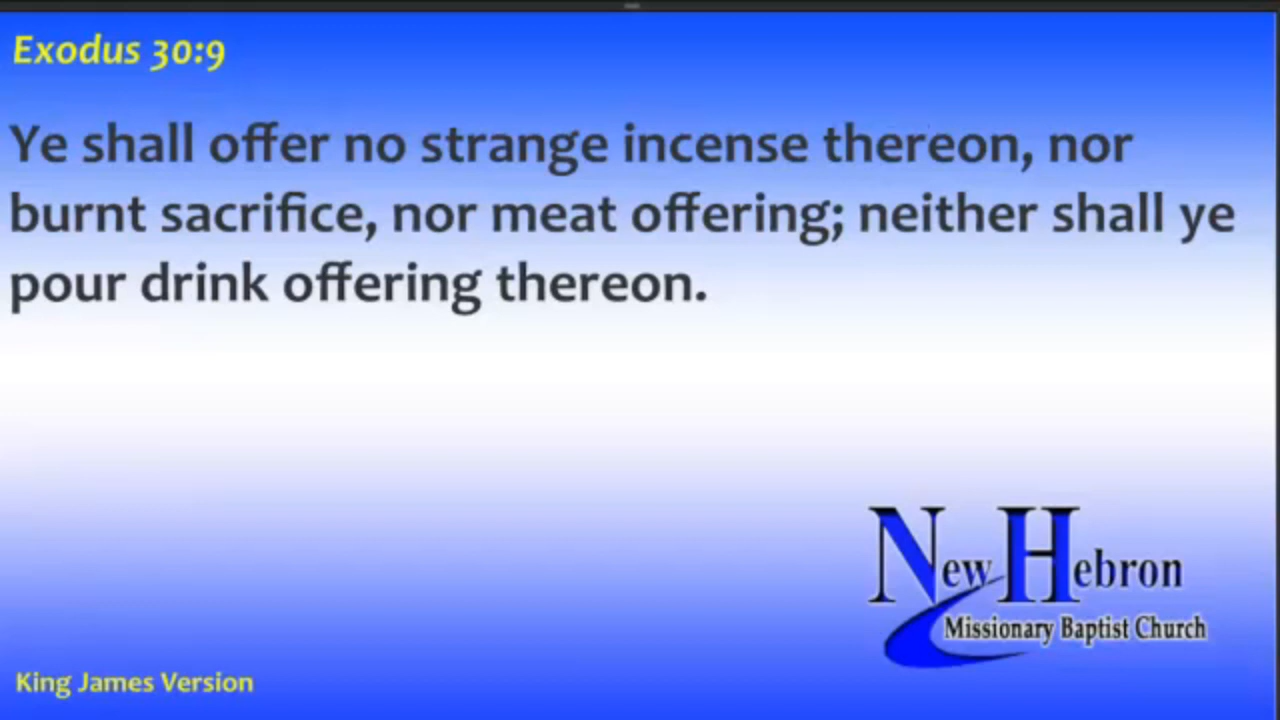 Exodus 30:9
Ye shall offer no strange incense thereon, nor
burnt sacrifice, nor meat offering; neither shall ye
pour drink offering thereon.
New Hebron
Missionary Baptist Church
King James Version